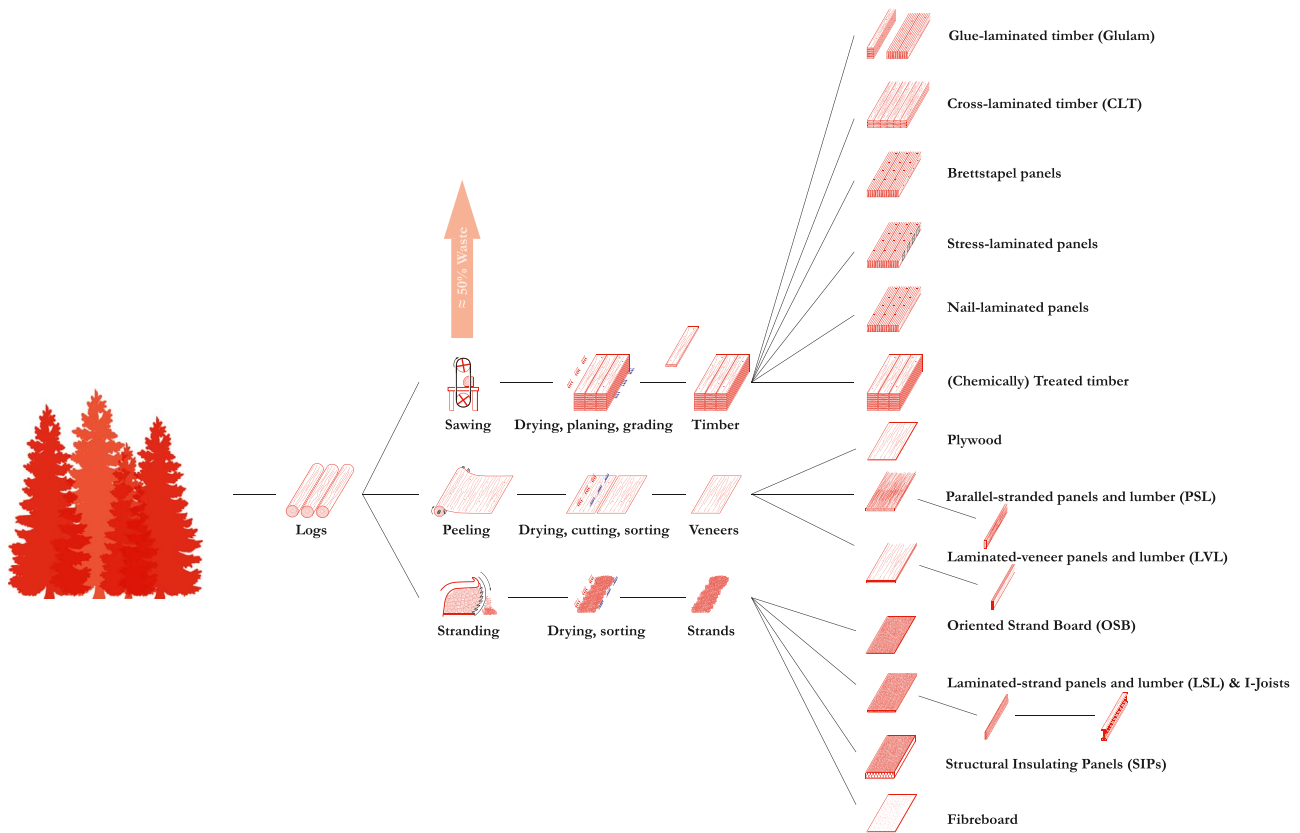 Glue-laminated timber (Glulam)
Cross-laminated timber (CLT)
Brettstapel panels
Stress-laminated panels
Nail-laminated panels
(Chemically) Treated timber
Plywood
Parallel-stranded panels and lumber (PSL)
Laminated-veneer panels and lumber (LVL)
Oriented Strand Board (OSB)
Laminated-strand panels and lumber (LSL) & I-Joists
Structural Insulating Panels (SIPs)
Fibreboard
≈ 50% Waste
Sawing
Drying, planing, grading
Timber
Logs
Peeling
Drying, cutting, sorting
Veneers
Stranding
Drying, sorting
Strands